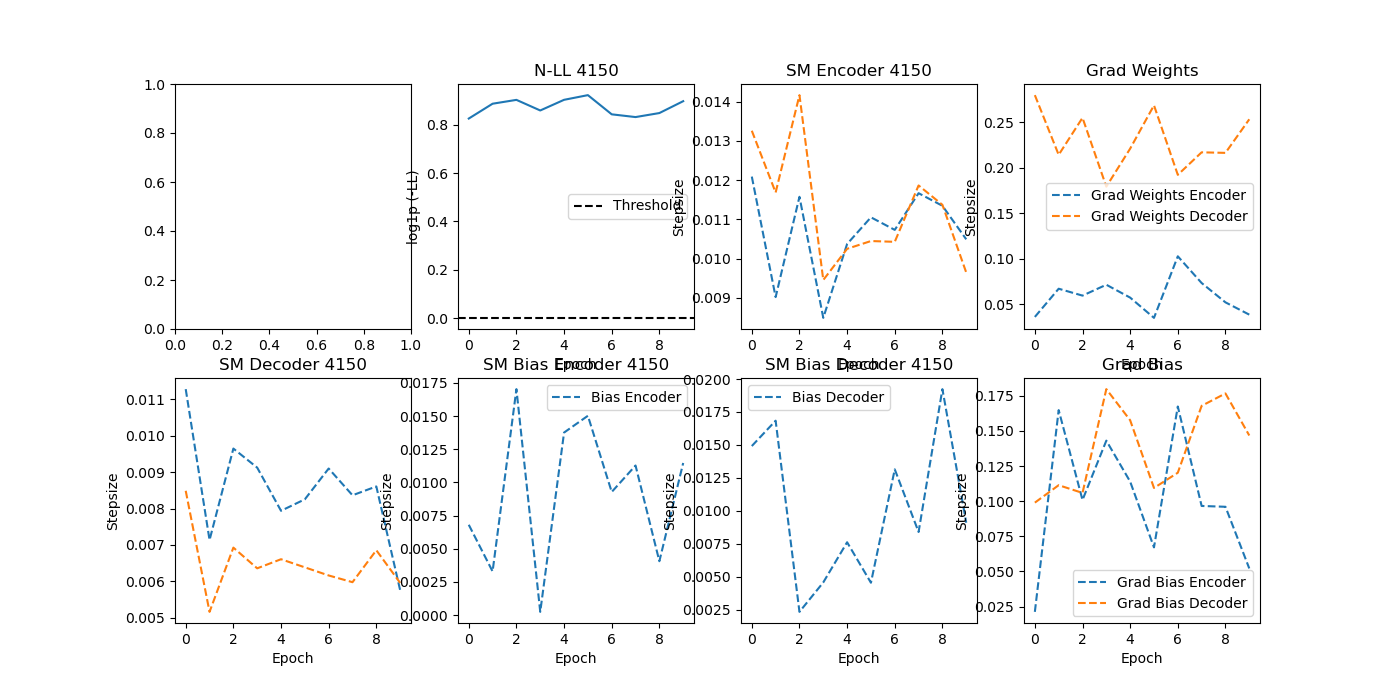 N-LL 4150
SM Encoder 4150
Grad Weights
1.0
0.8
0.6
0.4
0.2
0.0
0.0 0.2 0.4 0.6 0.8 1.0
log1p (-LL)
0.8
0.6
0.4
0.2
0.0
Threshold
0 2 4 6 8
Epoch
Stepsize
0.014
0.013
0.012
0.011
0.010
0.009
0 2 4 6 8
Epoch
Stepsize
0.25
0.20
0.15
0.10
0.05
Grad Weights Encoder
Grad Weights Decoder
0 2 4 6 8
Epoch
SM Decoder 4150
SM Bias Encoder 4150
SM Bias Decoder 4150
Grad Bias
Stepsize
0.011
0.010
0.009
0.008
0.007
0.006
0.005
0 2 4 6 8
Epoch
Stepsize
0.0175
0.0150
0.0125
0.0100
0.0075
0.0050
0.0025
0.0000
Bias Encoder
0 2 4 6 8
Epoch
Stepsize
0.0200
0.0175
0.0150
0.0125
0.0100
0.0075
0.0050
0.0025
Bias Decoder
0 2 4 6 8
Epoch
Stepsize
0.175
0.150
0.125
0.100
0.075
0.050
0.025
Grad Bias Encoder
Grad Bias Decoder
0 2 4 6 8
Epoch